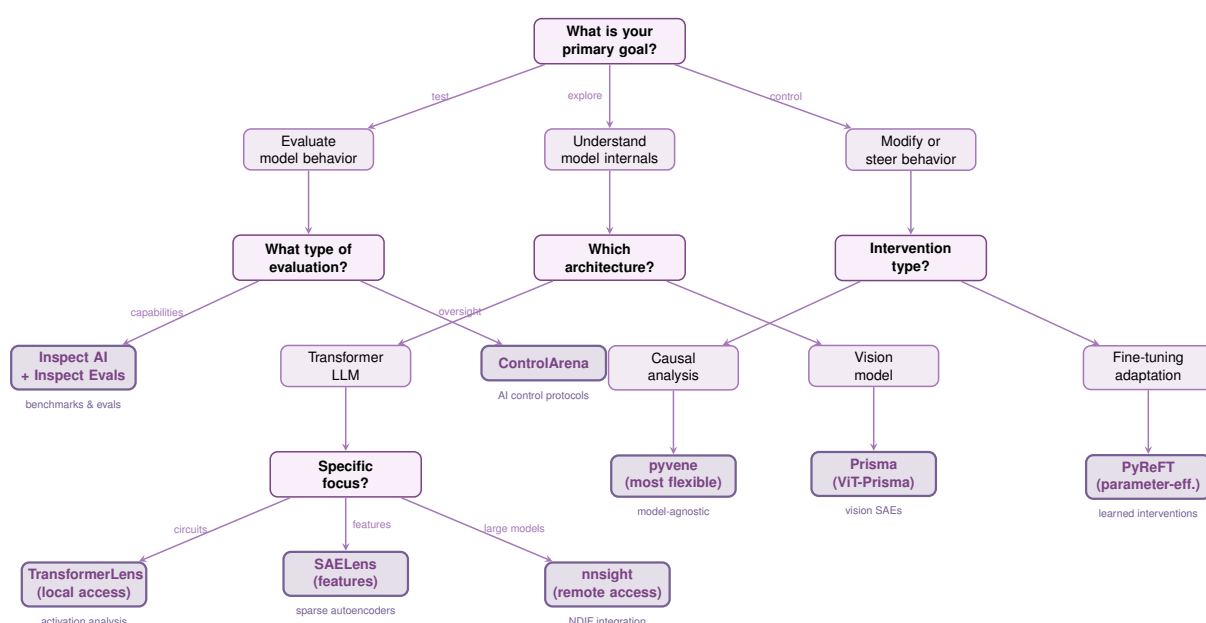 What is your
primary goal?
test
explore
control
Evaluate
model behavior
Understand
model internals
Modify or
steer behavior
What type of
evaluation?
Which
architecture?
Intervention
type?
capabilities
oversight
Inspect AI
+ Inspect Evals
benchmarks & evals
Transformer
LLM
ControlArena
AI control protocols
Causal
analysis
Vision
model
Fine-tuning
adaptation
Specific
focus?
pyvene
(most flexible)
model-agnostic
Prisma
(ViT-Prisma)
vision SAEs
PyReFT
(parameter-eff.)
learned interventions
circuits
features
large models
TransformerLens
(local access)
activation analysis
SAELens
(features)
sparse autoencoders
nnsight
(remote access)
NDIF integration